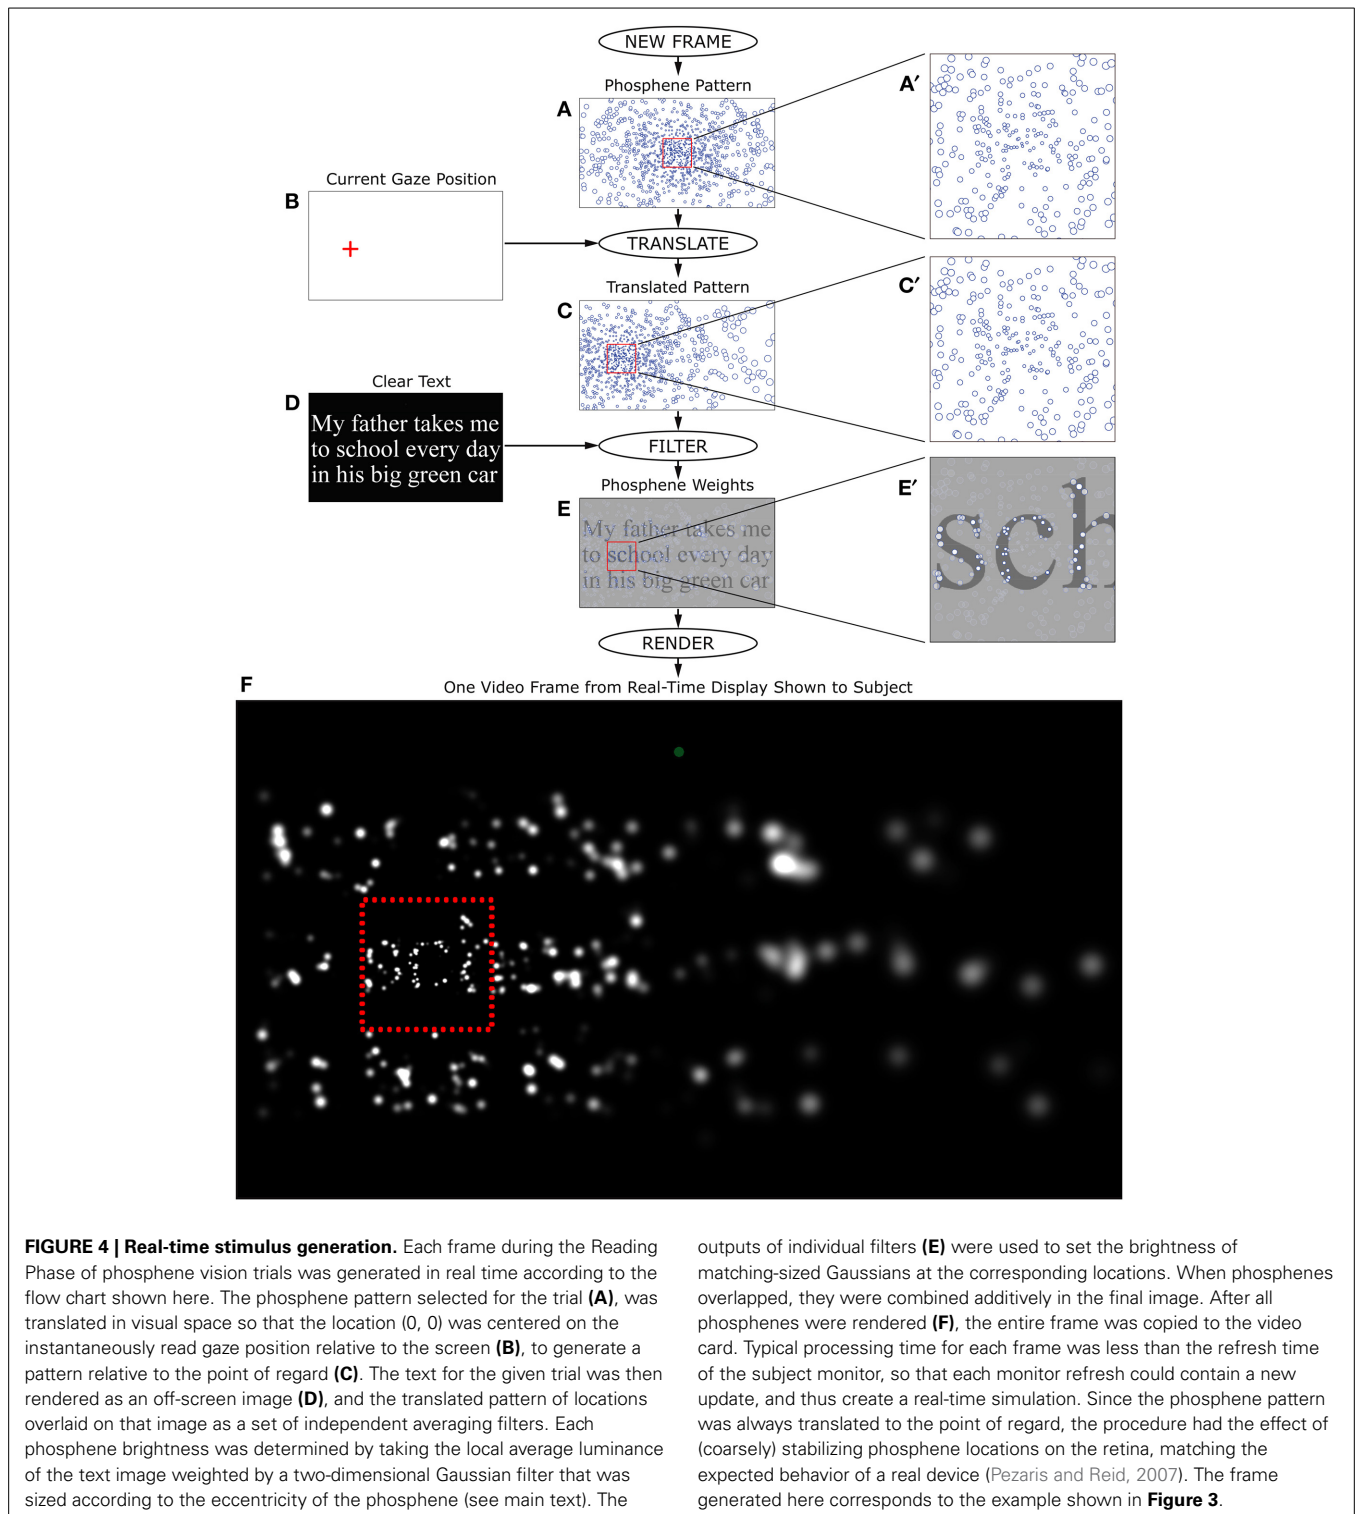 NEW FRAME
Phosphene Pattern
A
A′
Current Gaze Position
B
TRANSLATE
Translated Pattern
C
C′
Clear Text
D
My father takes me
to school every day
in his big green car
FILTER
Phosphene Weights
E
E′
My father takes me
to school every day
in his big green car
sch
RENDER
F
One Video Frame from Real-Time Display Shown to Subject
FIGURE 4 | Real-time stimulus generation. Each frame during the Reading
Phase of phosphene vision trials was generated in real time according to the
flow chart shown here. The phosphene pattern selected for the trial (A), was
translated in visual space so that the location (0, 0) was centered on the
instantaneously read gaze position relative to the screen (B), to generate a
pattern relative to the point of regard (C). The text for the given trial was then
rendered as an off-screen image (D), and the translated pattern of locations
overlaid on that image as a set of independent averaging filters. Each
phosphene brightness was determined by taking the local average luminance
of the text image weighted by a two-dimensional Gaussian filter that was
sized according to the eccentricity of the phosphene (see main text). The
outputs of individual filters (E) were used to set the brightness of
matching-sized Gaussians at the corresponding locations. When phosphenes
overlapped, they were combined additively in the final image. After all
phosphenes were rendered (F), the entire frame was copied to the video
card. Typical processing time for each frame was less than the refresh time
of the subject monitor, so that each monitor refresh could contain a new
update, and thus create a real-time simulation. Since the phosphene pattern
was always translated to the point of regard, the procedure had the effect of
(coarsely) stabilizing phosphene locations on the retina, matching the
expected behavior of a real device (Pezaris and Reid, 2007). The frame
generated here corresponds to the example shown in Figure 3.